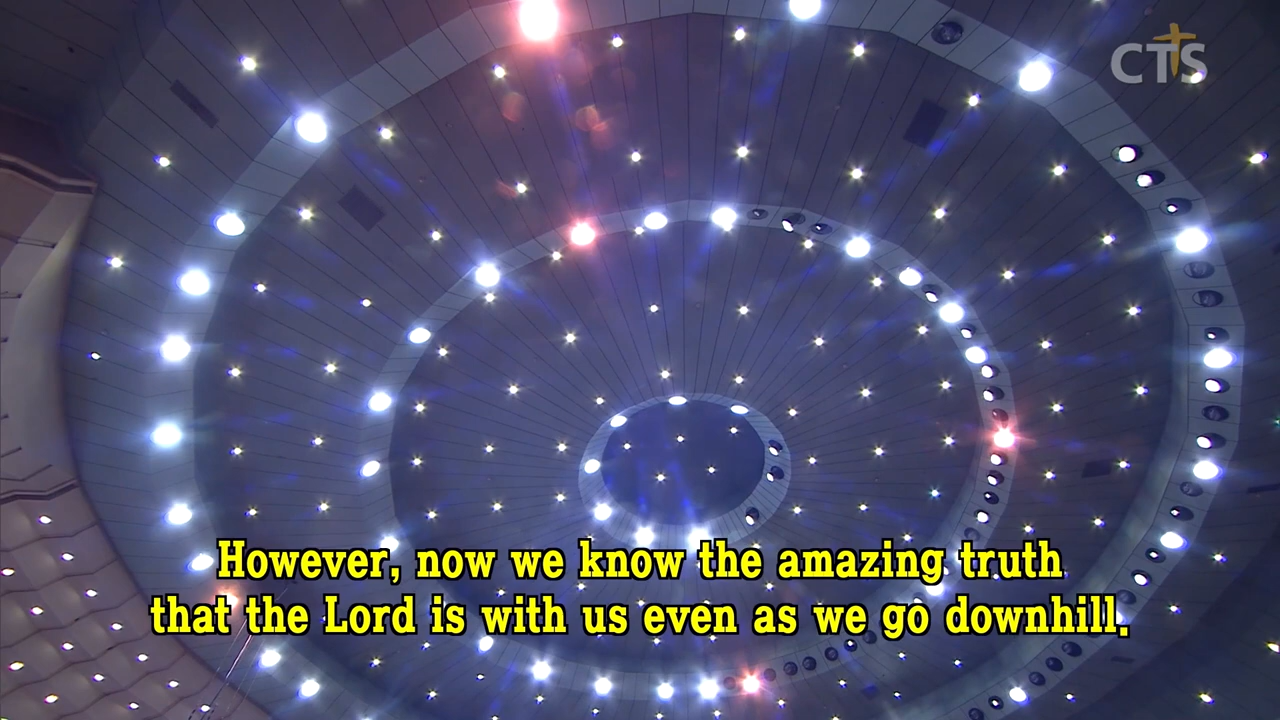 CTS
However, now we know the amazing truth
that the Lord is with us even as we go downhill.